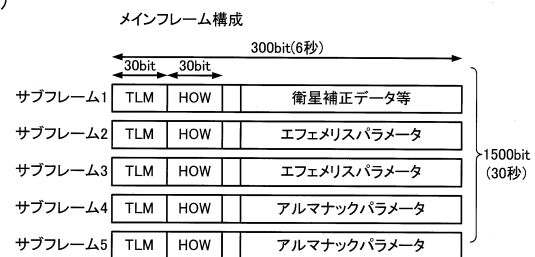 )
メインフレーム構成
300bit(6秒)
30bit 30bit
サブフレーム1 TLM HOW 衛星補正データ等
サブフレーム2 TLM HOW エフェメリスパラメータ
サブフレーム3 TLM HOW エフェメリスパラメータ
1500bit
(30秒)
サブフレーム4 TLM HOW アルマナックパラメータ
サブフレーム5 TLM HOW アルマナックパラメータ